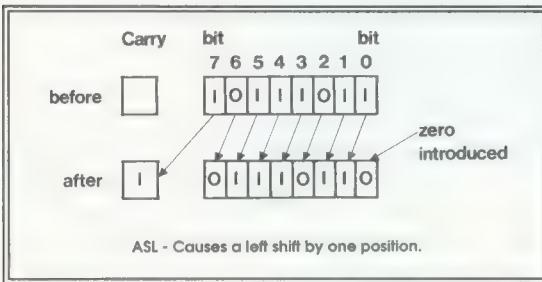 Carry bit bit
7 6 5 4 3 2 1 0
before 1 0 1 1 1 0 1 1
zero
introduced
after 1 0 1 1 1 0 1 1 0
ASL - Causes a left shift by one position.